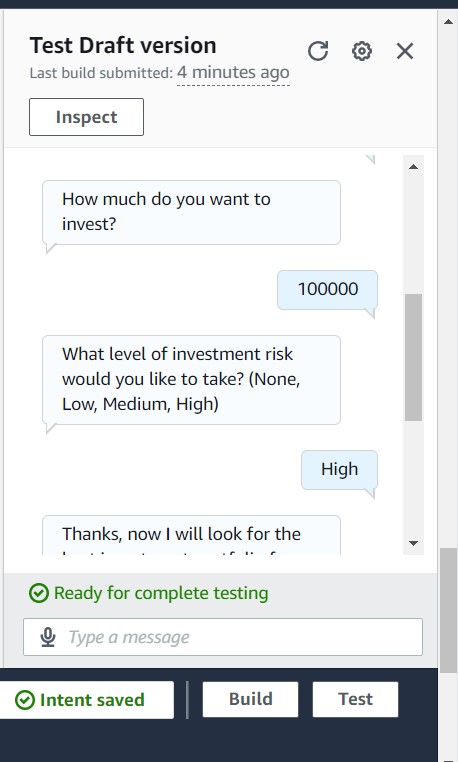 Test Draft version
Last build submitted: 4 minutes ago
Inspect
How much do you want to
invest?
100000
What level of investment risk
would you like to take? (None,
Low, Medium, High)
High
Thanks, now I will look for the
Ready for complete testing
Type a message
Intent saved
Build
Test